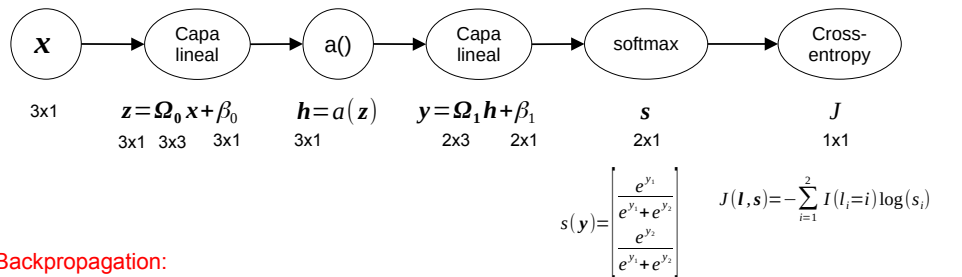 x
Capa lineal
a()
Capa lineal
softmax
Cross-entropy
3x1
z=Ω₀x+β₀
3x1 3x3 3x1
h=a(z)
3x1
y=Ω₁h+β₁
2x3 2x1
s
2x1
J
1x1
s(y)=[e^{y₁}/(e^{y₁}+e^{y₂}) e^{y₂}/(e^{y₁}+e^{y₂})]
J(l,s)=−∑_{i=1}^{2} I(l_i=i)log(s_i)
Backpropagation: